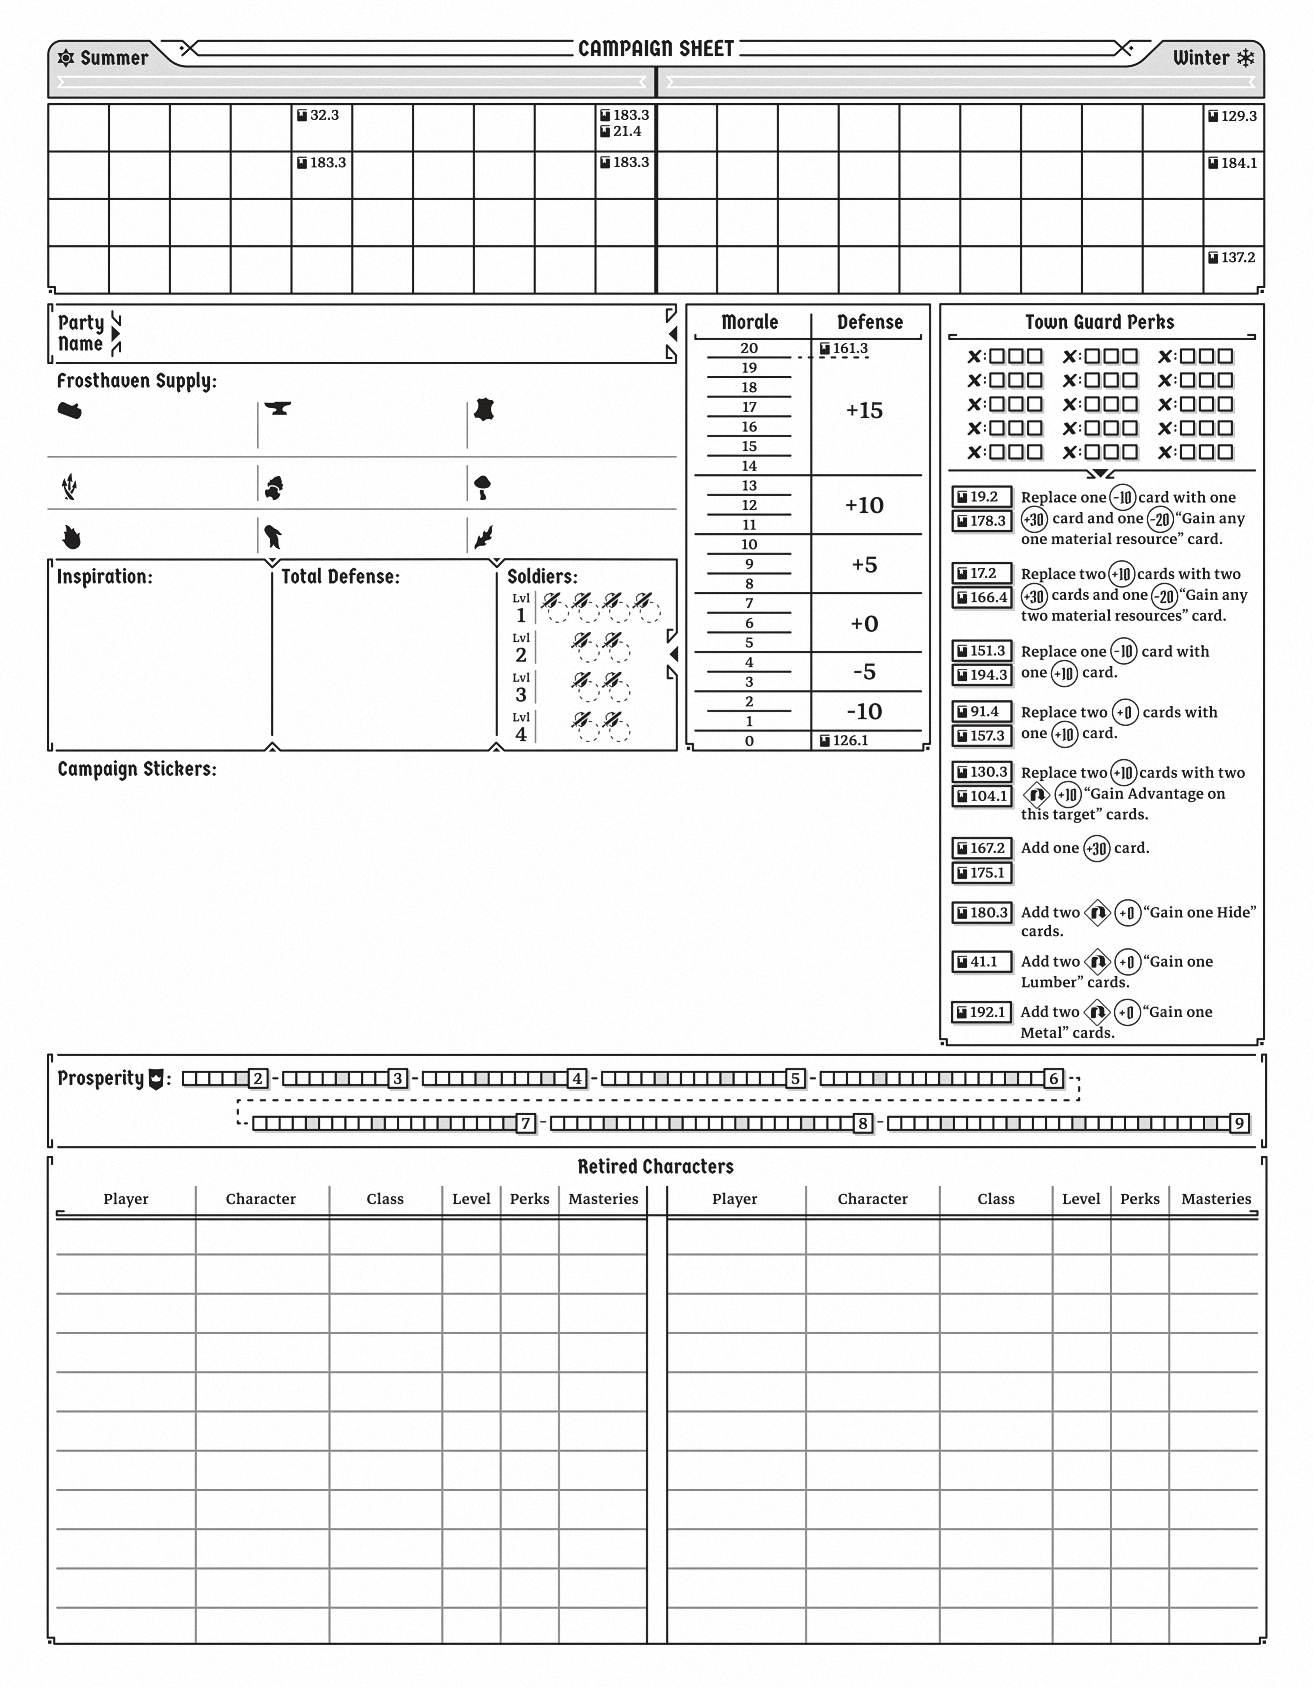 CAMPAIGN SHEET
Summer
Winter
32.3
183.3
21.4
129.3
183.3
183.3
184.1
137.2
Party
Name
Frosthaven Supply:
Inspiration:
Total Defense:
Soldiers:
Lvl
1
Lvl
2
Lvl
3
Lvl
4
Morale Defense
20 161.3
19
18
17 +15
16
15
14
13
12 +10
11
10
9 +5
8
7
6 +0
5
4
3 -5
2
1 -10
0 126.1
Town Guard Perks
X: X: X:
X: X: X:
X: X: X:
X: X: X:
X: X: X:
19.2 Replace one -10 card with one
178.3 +30 card and one -20 “Gain any
one material resource” card.
17.2 Replace two +10 cards with two
166.4 +30 cards and one -20 “Gain any
two material resources” card.
151.3 Replace one -10 card with
194.3 one +10 card.
91.4 Replace two +0 cards with
157.3 one +10 card.
130.3 Replace two +10 cards with two
104.1 +10 “Gain Advantage on
this target” cards.
167.2 Add one +30 card.
175.1
180.3 Add two +0 “Gain one Hide”
cards.
41.1 Add two +0 “Gain one
Lumber” cards.
192.1 Add two +0 “Gain one
Metal” cards.
Campaign Stickers:
Prosperity : 2 - 3 - 4 - 5 - 6
7 - 8 - 9
Retired Characters
Player Character Class Level Perks Masteries Player Character Class Level Perks Masteries